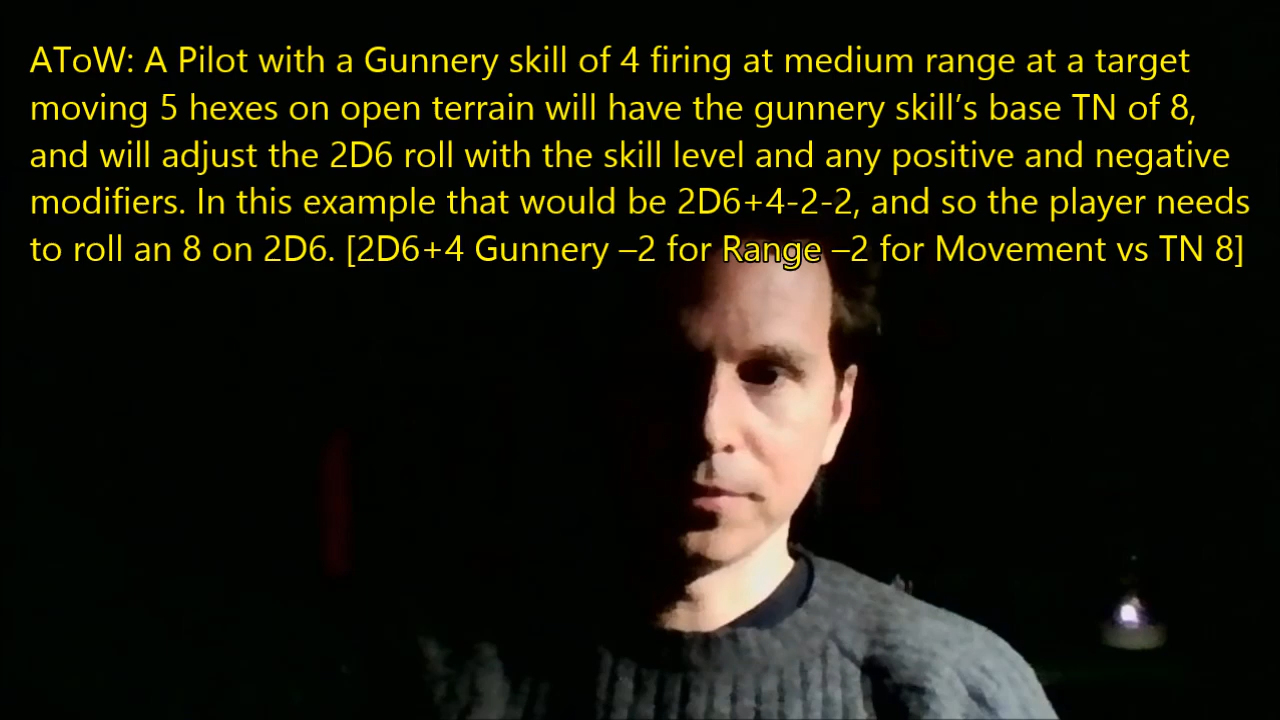 AToW: A Pilot with a Gunnery skill of 4 firing at medium range at a target
moving 5 hexes on open terrain will have the gunnery skill’s base TN of 8,
and will adjust the 2D6 roll with the skill level and any positive and negative
modifiers. In this example that would be 2D6+4-2-2, and so the player needs
to roll an 8 on 2D6. [2D6+4 Gunnery –2 for Range –2 for Movement vs TN 8]